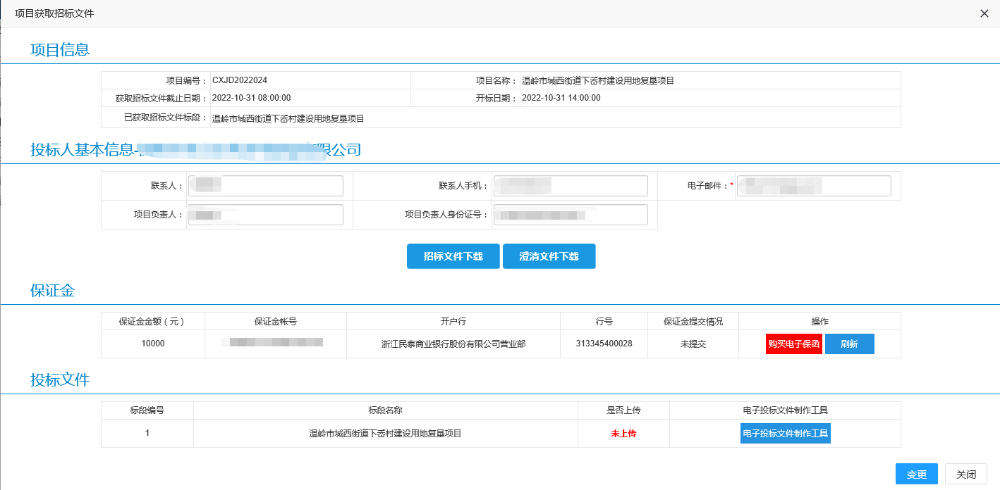 项目获取招标文件
项目信息
项目编号： CXJD2022024 项目名称： 温岭市城西街道下岙村建设用地复垦项目
获取招标文件截止日期： 2022-10-31 08:00:00 开标日期： 2022-10-31 14:00:00
已获取招标文件标段： 温岭市城西街道下岙村建设用地复垦项目
投标人基本信息- 限公司
联系人： 联系人手机： 电子邮件：*
项目负责人： 项目负责人身份证号：
招标文件下载 澄清文件下载
保证金
保证金金额（元） 保证金帐号 开户行 行号 保证金提交情况 操作
10000 浙江民泰商业银行股份有限公司营业部 313345400028 未提交 购买电子保函 刷新
投标文件
标段编号 标段名称 是否上传 电子投标文件制作工具
1 温岭市城西街道下岙村建设用地复垦项目 未上传 电子投标文件制作工具
变更 关闭